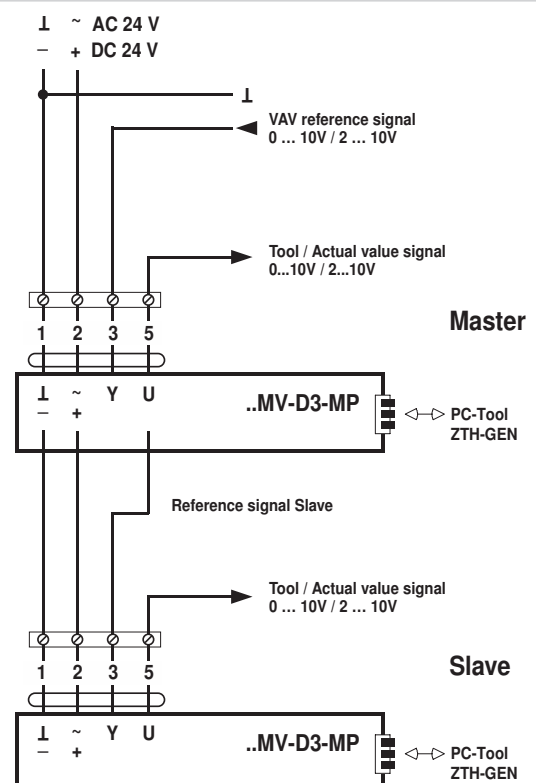 ⊥ ~ AC 24 V
– + DC 24 V
⊥
VAV reference signal
0 ... 10V / 2 ... 10V
Tool / Actual value signal
0...10V / 2...10V
Master
1 2 3 5
⊥ ~ Y U
– +
..MV-D3-MP
PC-Tool
ZTH-GEN
Reference signal Slave
Tool / Actual value signal
0 ... 10V / 2 ... 10V
Slave
1 2 3 5
⊥ ~ Y U
– +
..MV-D3-MP
PC-Tool
ZTH-GEN